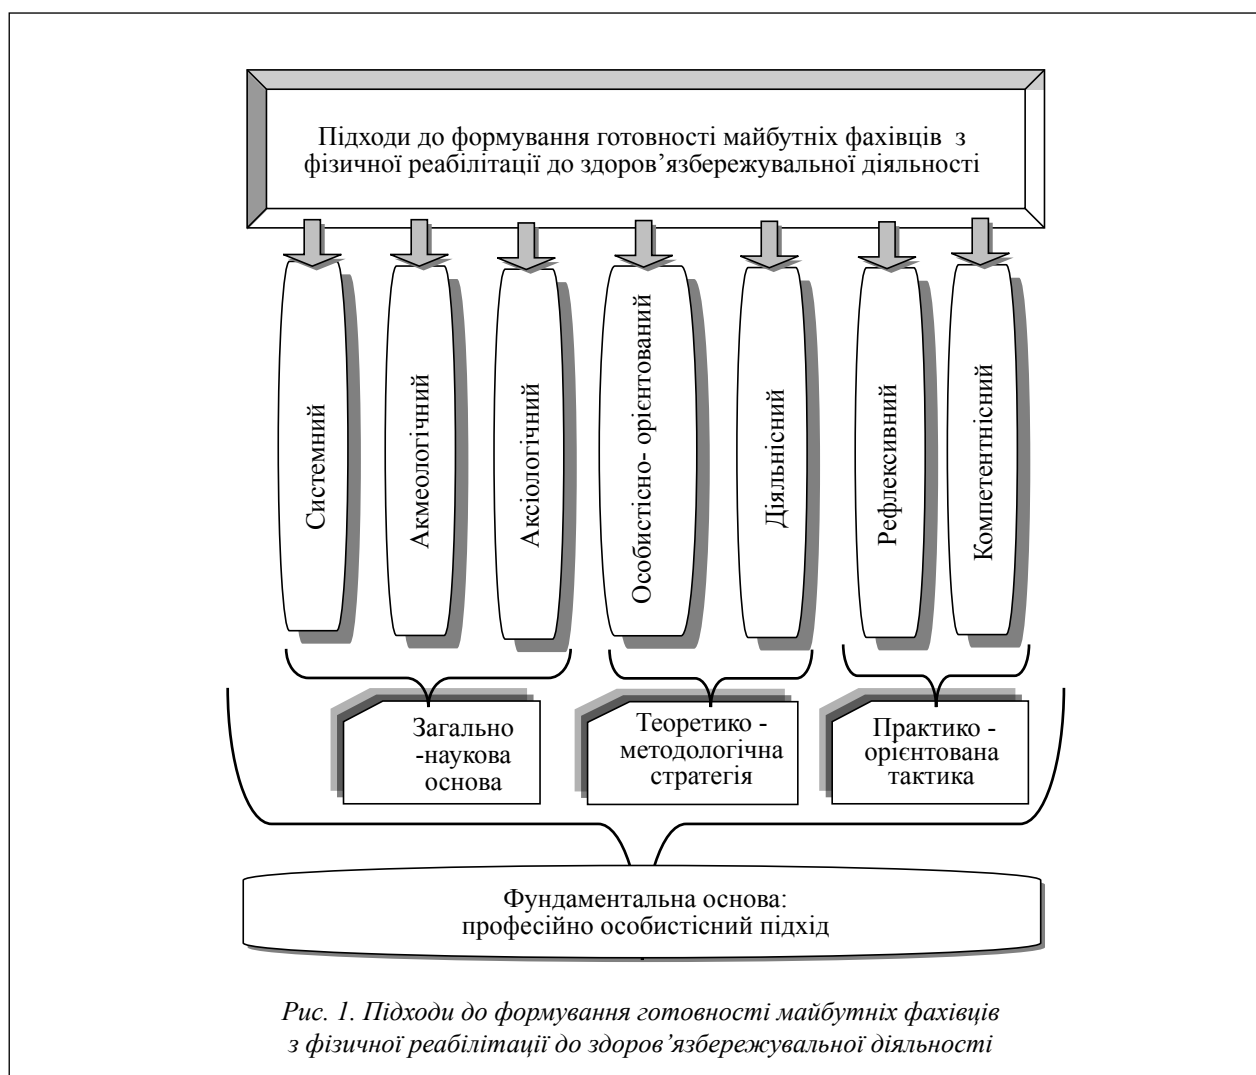 Підходи до формування готовності майбутніх фахівців з
фізичної реабілітації до здоров’язбережувальної діяльності
Системний
Акмеологічний
Аксіологічний
Особистісно- орієнтований
Діяльнісний
Рефлексивний
Компетентнісний
Загально
-наукова
основа
Теоретико -
методологічна
стратегія
Практико -
орієнтована
тактика
Фундаментальна основа:
професійно особистісний підхід
Рис. 1. Підходи до формування готовності майбутніх фахівців
з фізичної реабілітації до здоров’язбережувальної діяльності